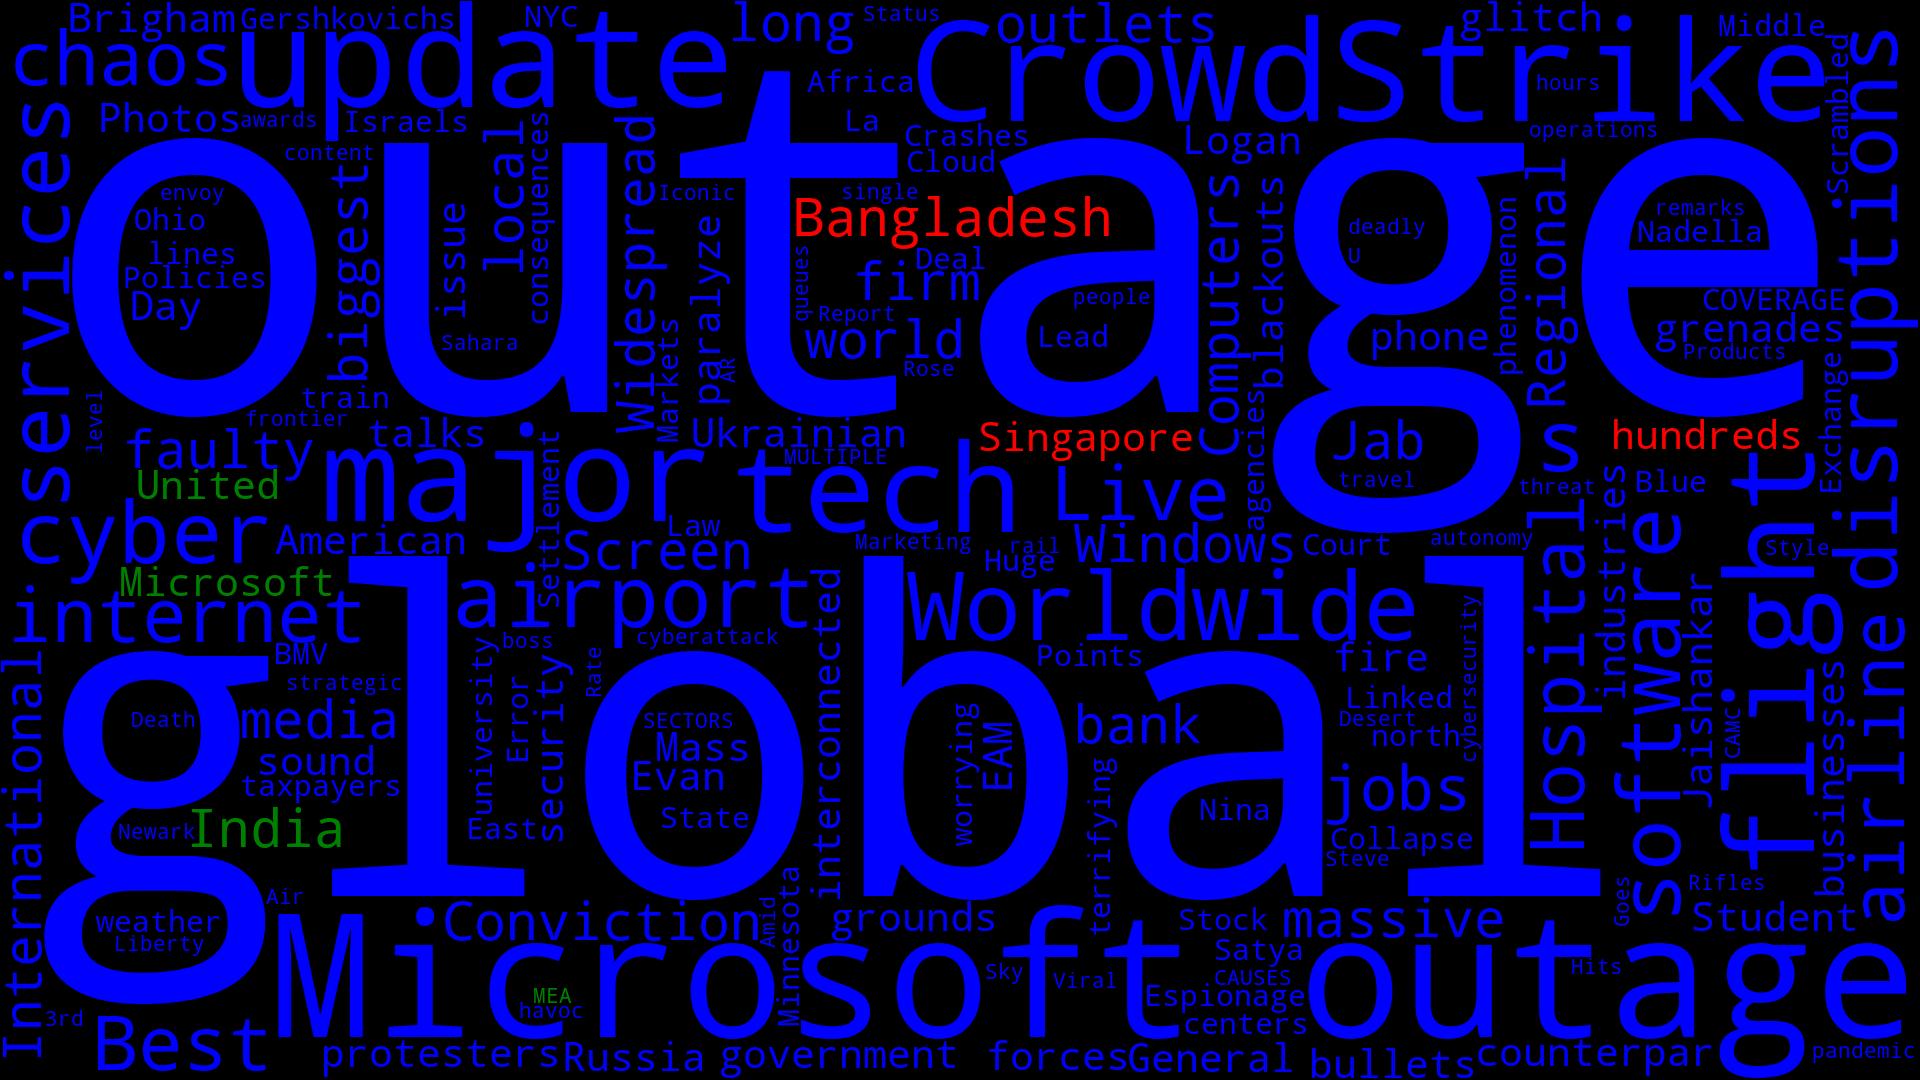 Brigham
Gershkovichs
NYC
long
Status
outlets
glitch
Middle
chaos
update
CrowdStrike
Africa
hours
Scrambled
Photos
awards
Israels
local
consequences
La
Crashes
Cloud
Logan
operations
services
content
biggest
Widespread
outage
disruptions
envoy
Ohio
lines
Policies
Day
issue
Iconic
single
Bangladesh
Computers
blackouts
deadly
U
phenomenon
Regional
remarks
Nadella
paralyze
queues
Deal
firm
Report
people
COVERAGE
Sahara
Markets
AR
world
Lead
phone
grenades
Products
Rose
level
train
frontier
Exchange
faulty
talks
Ukrainian
Singapore
agencies
Jab
hundreds
MULTIPLE
United
major
tech
Live
travel
threat
Blue
cyber
Settlement
Law
American
Screen
Marketing
rail
Huge
Windows
Court
autonomy
Hospitals
industries
software
flight
Style
Microsoft
internet
airport
Worldwide
International
BMV
university
boss
cyberattack
interconnected
Points
fire
cybersecurity
Jaishankar
strategic
Error
security
Rate
global
Death
media
SECTORS
Mass
Evan
worrying
EAM
bank
Linked
Desert
north
CAMC
businesses
airline
sound
taxpayers
terrifying
jobs
Newark
India
East
State
Nina
Collapse
Steve
Air
Goes
Rifles
weather
Liberty
Conviction
Amid
Minnesota
grounds
Stock
massive
Student
Satya
Microsoft outage
Sky
Viral
CAUSES
Hits
MEA
havoc
Espionage
3rd
Best
centers
protesters
Russia
government
forces
General
bullets
counterpar
pandemic